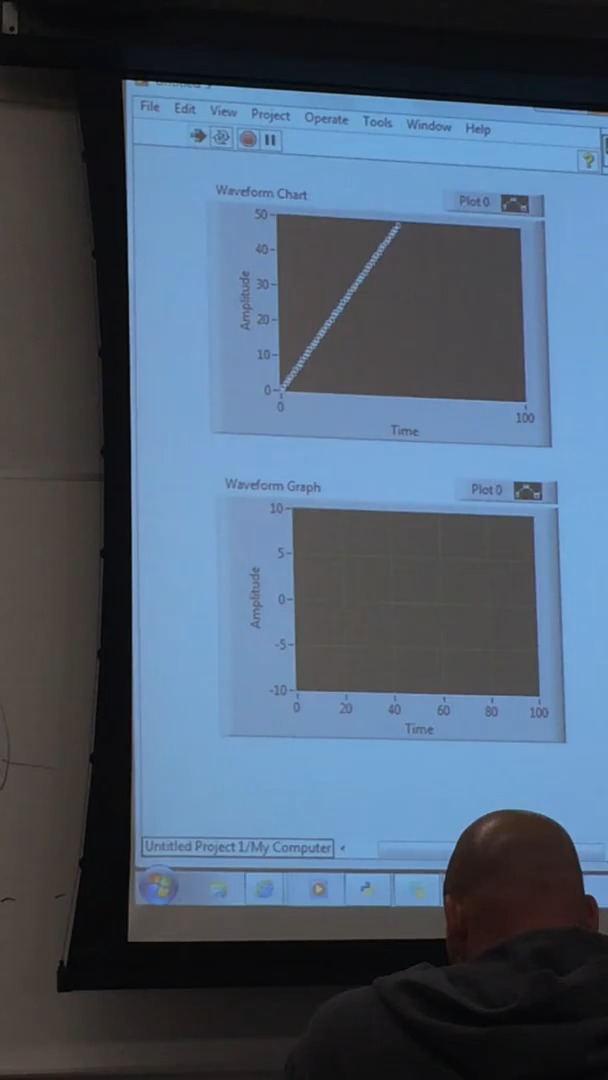 File Edit View Project Operate Tools Window Help
Waveform Chart
Plot 0
50
40
30
20
10
0
Amplitude
0 100
Time
Waveform Graph
Plot 0
10
5
0
-5
-10
Amplitude
0 20 40 60 80 100
Time
Untitled Project 1/My Computer